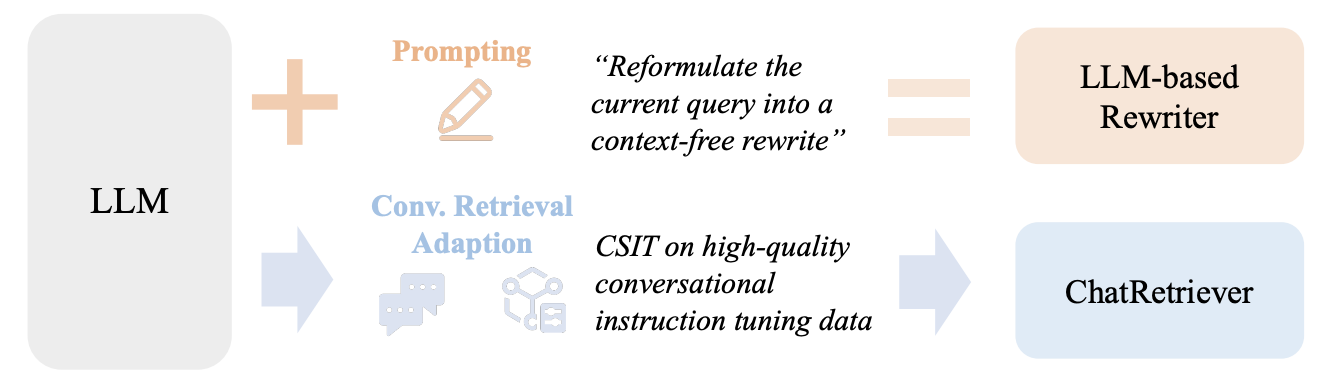 LLM
Prompting
“Reformulate the
current query into a
context-free rewrite”
LLM-based
Rewriter
Conv. Retrieval
Adaption
CSIT on high-quality
conversational
instruction tuning data
ChatRetriever